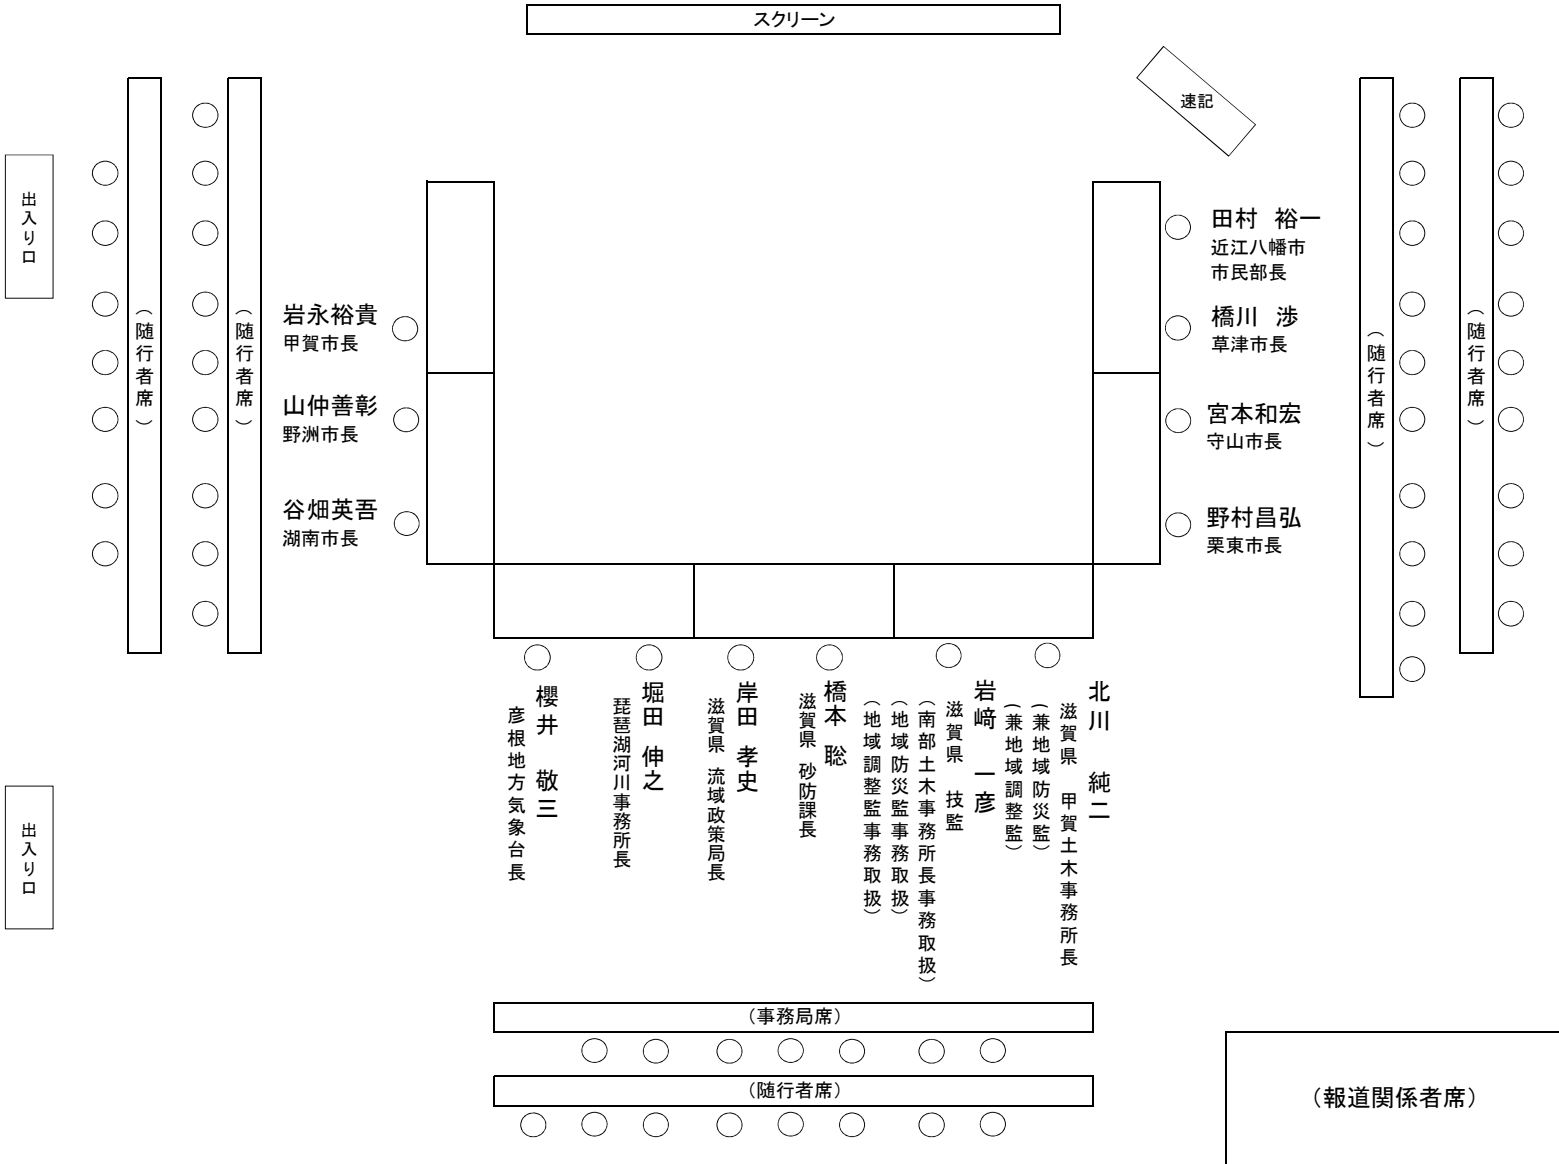 スクリーン
速記
出入り口
出入り口
（随行者席）
（随行者席）
岩永裕貴
甲賀市長
山仲善彰
野洲市長
谷畑英吾
湖南市長
田村　裕一
近江八幡市
市民部長
橋川　渉
草津市長
宮本和宏
守山市長
野村昌弘
栗東市長
（随行者席）
（随行者席）
北川　純二
滋賀県　甲賀土木事務所長
（兼地域防災監）
（兼地域調整監）
岩﨑　一彦
滋賀県　技監
（南部土木事務所長事務取扱）
（地域防災監事務取扱）
（地域調整監事務取扱）
橋本　聡
滋賀県 砂防課長
岸田　孝史
滋賀県 流域政策局長
堀田　伸之
琵琶湖河川事務所長
櫻井　敬三
彦根地方気象台長
（事務局席）
（随行者席）
（報道関係者席）